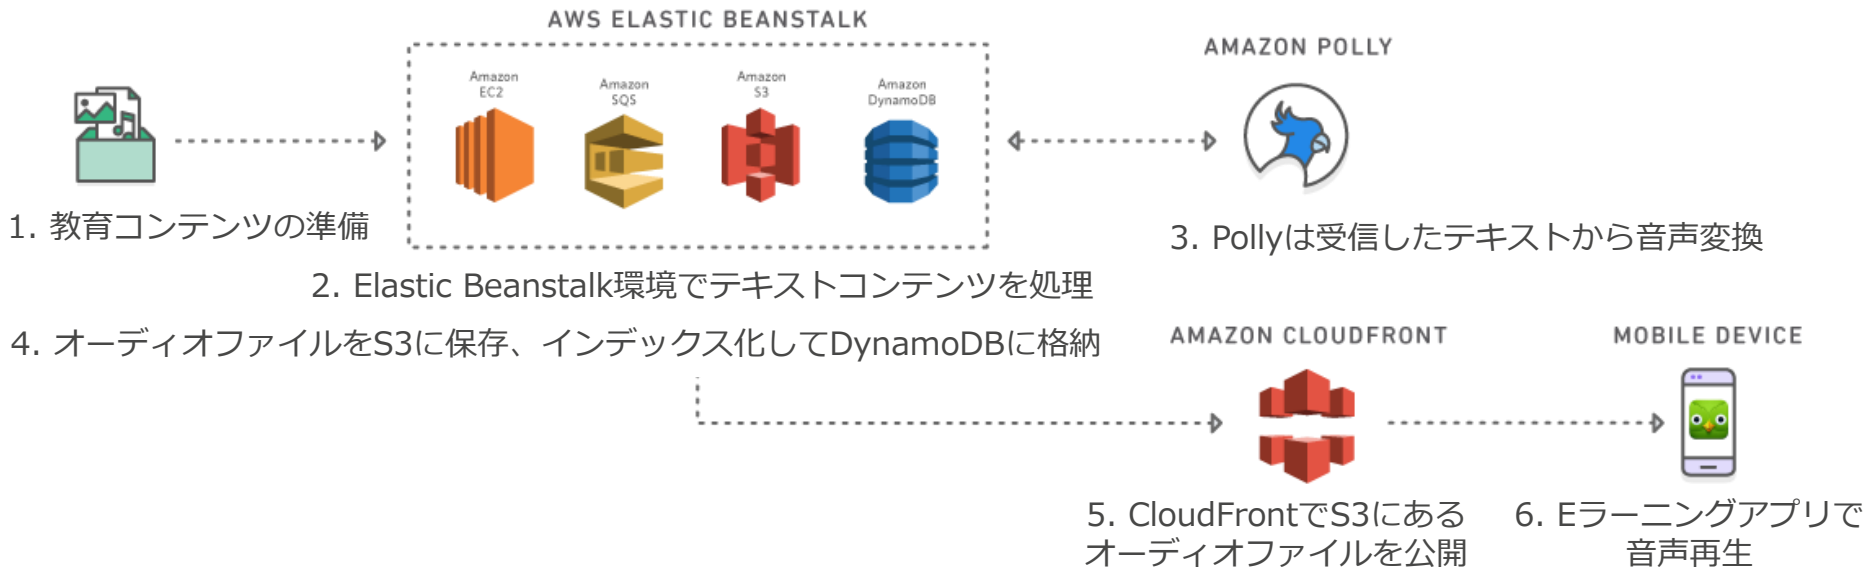 AWS ELASTIC BEANSTALK
Amazon
EC2
Amazon
SQS
Amazon
S3
Amazon
DynamoDB
AMAZON POLLY
1. 教育コンテンツの準備
2. Elastic Beanstalk環境でテキストコンテンツを処理
3. Pollyは受信したテキストから音声変換
4. オーディオファイルをS3に保存、インデックス化してDynamoDBに格納
AMAZON CLOUDFRONT
MOBILE DEVICE
5. CloudFrontでS3にある
オーディオファイルを公開
6. Eラーニングアプリで
音声再生